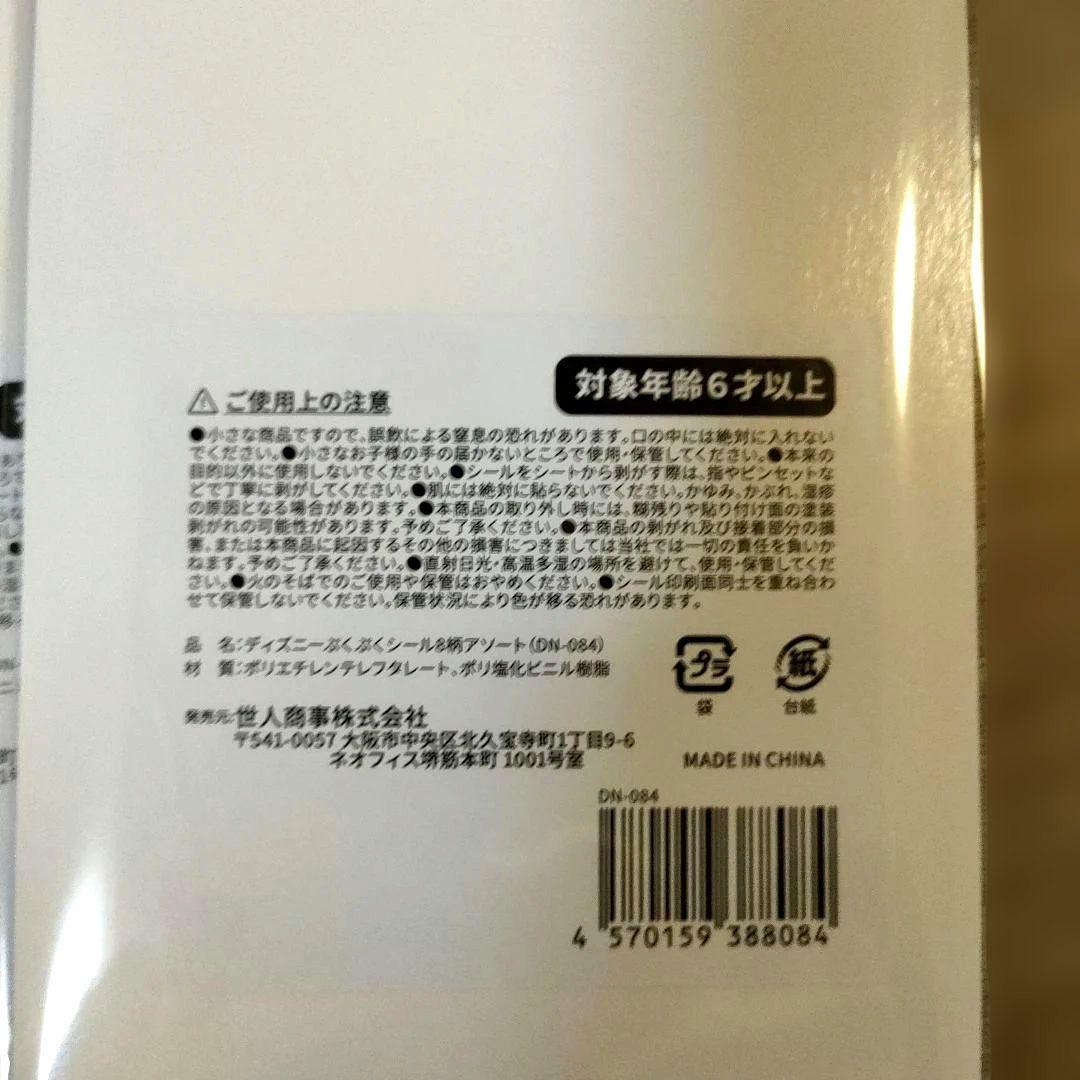 対象年齢6才以上
⚠ご使用上の注意
●小さな商品ですので、誤飲による窒息の恐れがあります。口の中には絶対に入れない
でください。●小さなお子様の手の届かないところで使用・保管してください。●本来の
目的以外に使用しないでください。●シールをシートから剥がす際は、指やピンセットな
どで丁寧に剥がしてください。●肌には絶対に貼らないでください。かゆみ、かぶれ、湿疹
の原因となる場合があります。●本商品の取り外し時には、糊残りや貼り付け面の塗装
剥がれの可能性があります。予めご了承ください。●本商品の剥がれ及び接着部分の損
害、または本商品に起因するその他の損害につきましては当社では一切の責任を負いか
ねます。予めご了承ください。●直射日光・高温多湿の場所を避けて、使用・保管してくだ
さい。●火のそばでのご使用や保管はおやめください。●シール印刷面同士を重ね合わ
せて保管しないでください。保管状況により色が移る恐れがあります。
品 名:ディズニーぷくぷくシール8柄アソート(DN-084)
材 質:ポリエチレンテレフタレート、ポリ塩化ビニル樹脂
プラ
袋
紙
台紙
発売元:世人商事株式会社
〒541-0057 大阪市中央区北久宝寺町1丁目9-6
ネオフィス堺筋本町 1001号室
MADE IN CHINA
DN-084
4 570159 388084